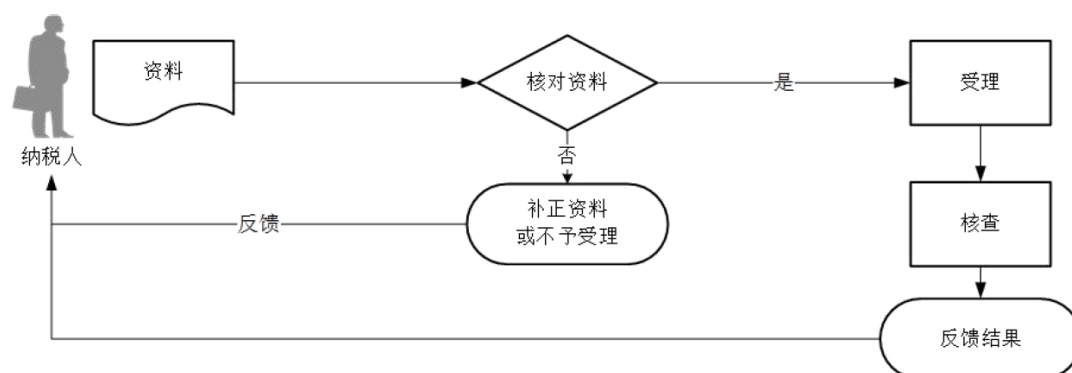 资料
核对资料
是
受理
纳税人
否
补正资料
或不予受理
反馈
核查
反馈结果